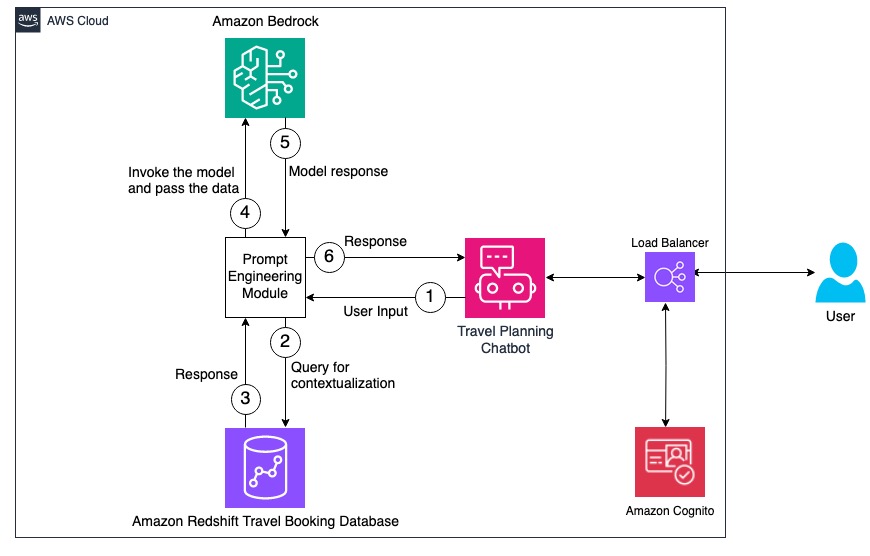 aws
AWS Cloud
Amazon Bedrock
5
Invoke the model
and pass the data
Model response
4
Prompt
Engineering
Module
6
Response
1
User Input
Travel Planning
Chatbot
Load Balancer
User
2
Query for
contextualization
Response
3
Amazon Redshift Travel Booking Database
Amazon Cognito